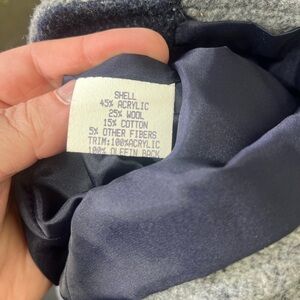 SHELL
45% ACRYLIC
25% WOOL
15% COTTON
5% OTHER FIBERS
TRIM:100%ACRYLIC
100% OLEFIN BACK